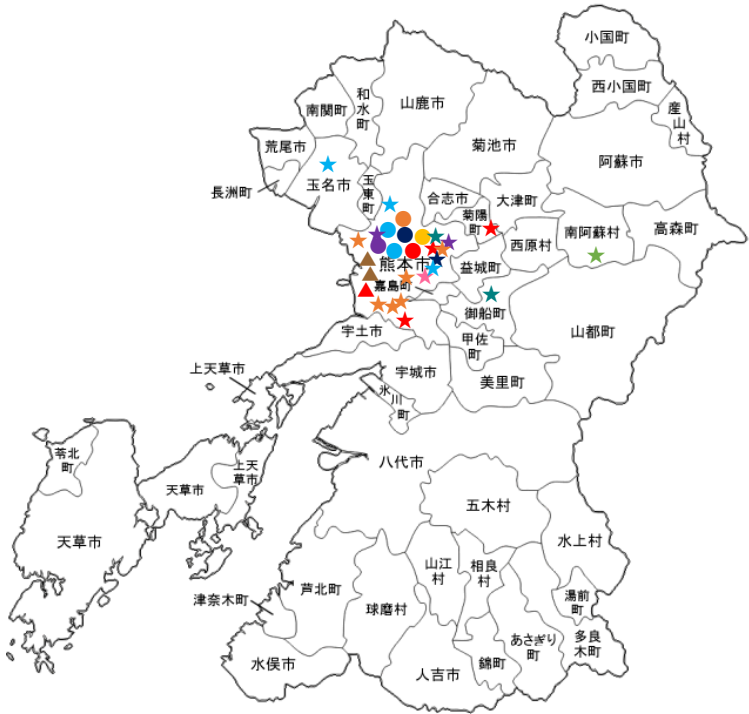 小国町
西小国町
産
山
村
和
水
町
山鹿市
南関町
菊池市
荒尾市
阿蘇市
長洲町
玉名市
玉
東
町
合志市
大津町
菊陽
町
南阿蘇村
高森町
西原村
熊本市
益城町
嘉島町
御船町
宇土市
甲佐
町
山都町
上天草市
宇城市
美里町
氷
川
町
苓北
町
八代市
上天
草市
天草市
五木村
天草市
水上村
山江
村
相良
村
芦北町
津奈木町
球磨村
湯前
町
あさぎり
町
多良
木町
水俣市
人吉市
錦町